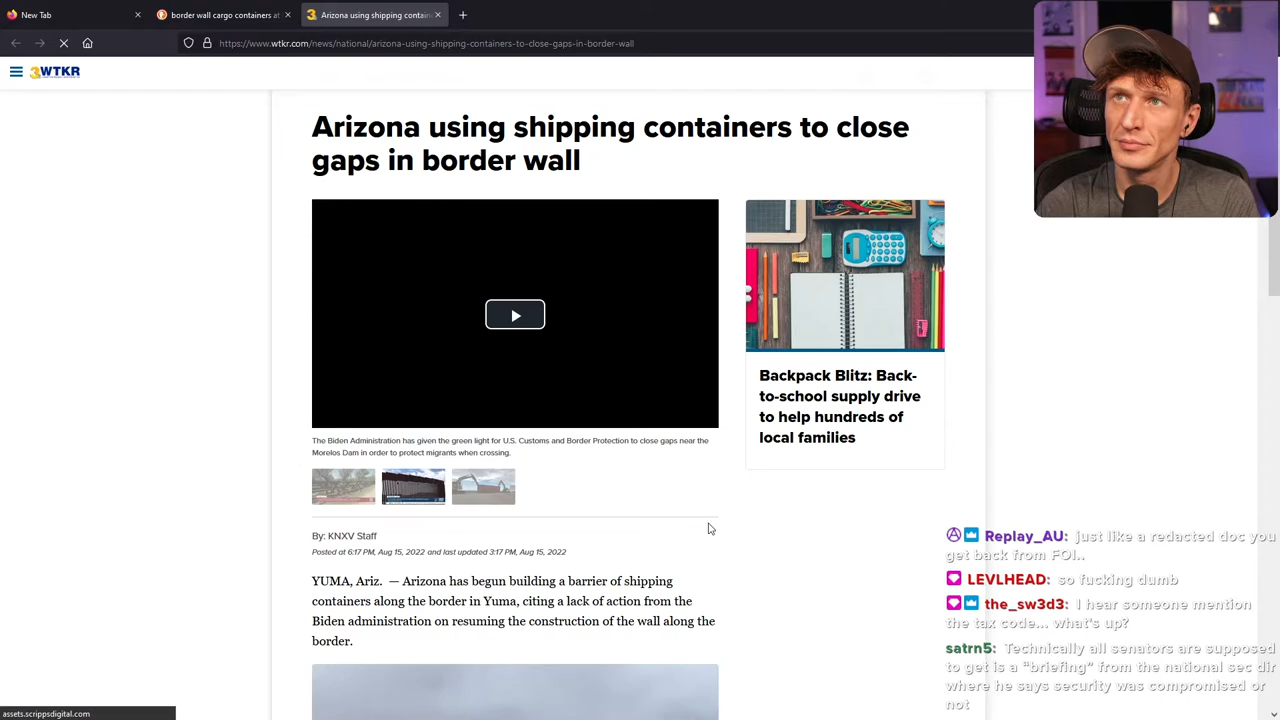 New Tab
border wall cargo containers at
Arizona using shipping contain
https://www.wtkr.com/news/national/arizona-using-shipping-containers-to-close-gaps-in-border-wall
3WTKR
Arizona using shipping containers to close
gaps in border wall
The Biden Administration has given the green light for U.S. Customs and Border Protection to close gaps near the
Morelos Dam in order to protect migrants when crossing.
Backpack Blitz: Back-
to-school supply drive
to help hundreds of
local families
By: KNXV Staff
Posted at 6:17 PM, Aug 15, 2022 and last updated 3:17 PM, Aug 15, 2022
YUMA, Ariz. — Arizona has begun building a barrier of shipping
containers along the border in Yuma, citing a lack of action from the
Biden administration on resuming the construction of the wall along the
border.
Replay_AU: just like a redacted doc you
get back from FOI..
LEVLHEAD: so fucking dumb
the_sw3d3: I hear someone mention
the tax code... what's up?
satrn5: Technically all senators are supposed
to get is a "briefing" from the national sec dir
where he says security was compromised or
not
assets.scrippsdigital.com